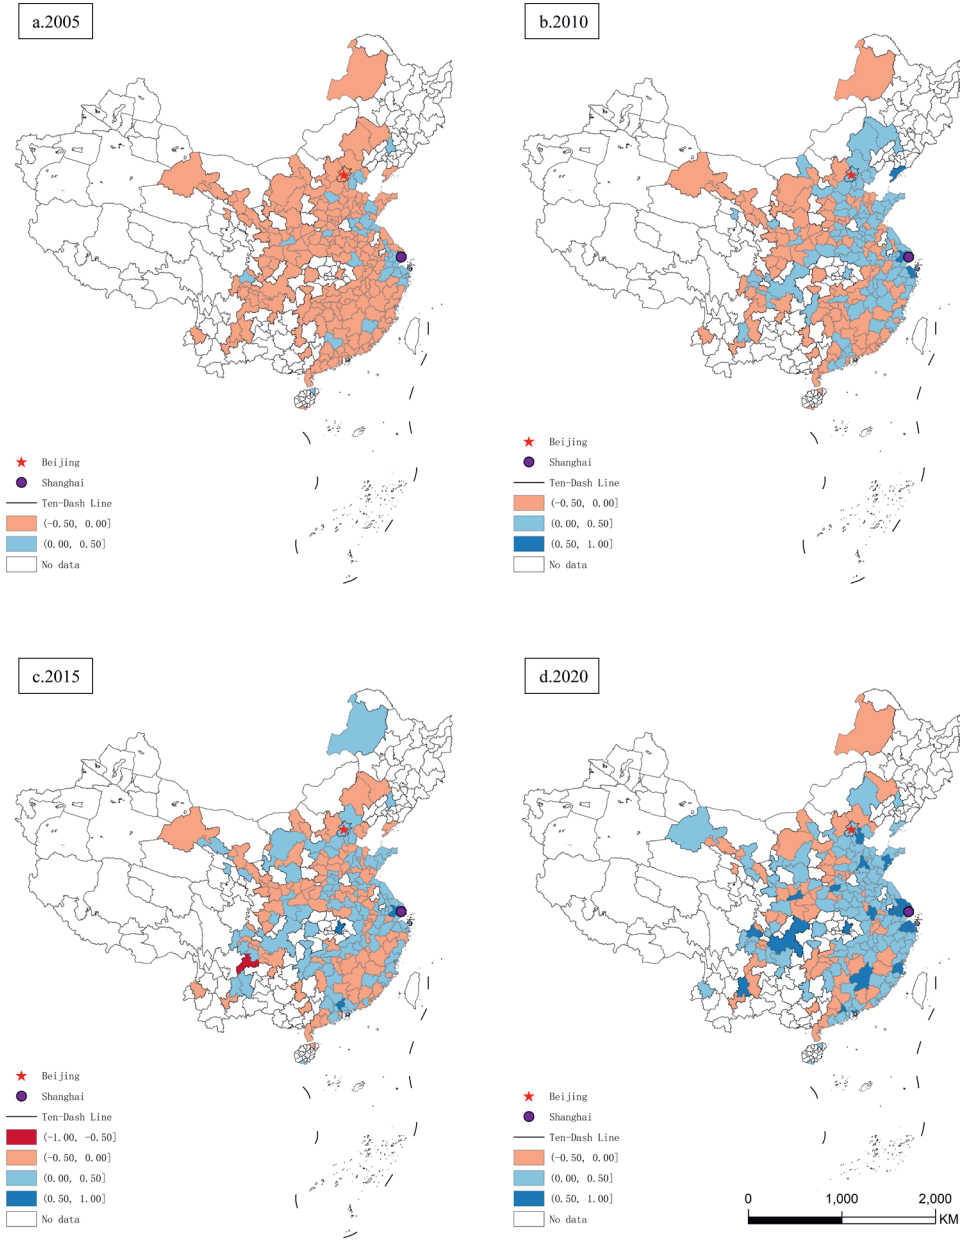 a.2005
b.2010
Beijing
Shanghai
Ten-Dash Line
(-0.50, 0.00]
(0.00, 0.50]
No data
Beijing
Shanghai
Ten-Dash Line
(-0.50, 0.00]
(0.00, 0.50]
(0.50, 1.00]
No data
c.2015
d.2020
Beijing
Shanghai
Ten-Dash Line
(-1.00, -0.50]
(-0.50, 0.00]
(0.00, 0.50]
(0.50, 1.00]
No data
Beijing
Shanghai
Ten-Dash Line
(-0.50, 0.00]
(0.00, 0.50]
(0.50, 1.00]
No data
0 1,000 2,000
KM